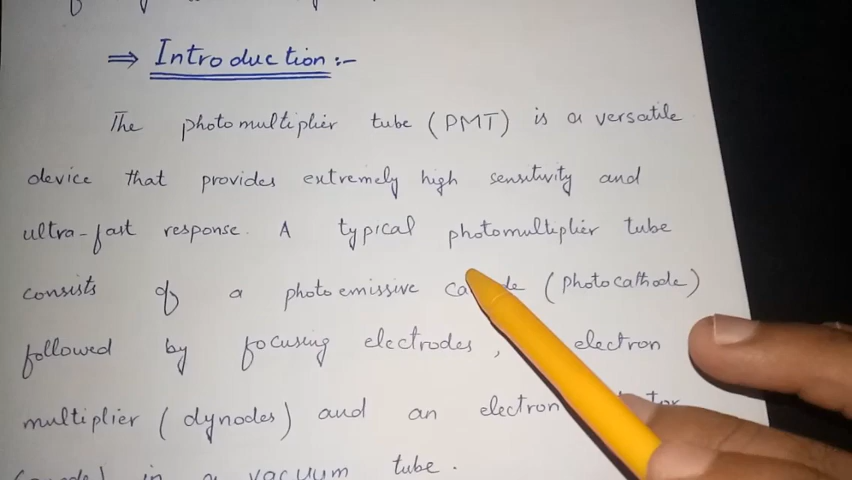 ⇒ Introduction :-
The photomultiplier tube (PMT) is a versatile
device that provides extremely high sensitivity and
ultra-fast response. A typical photomultiplier tube
consists of a photoemissive (photocathode)
followed by focusing electrodes, electron
multiplier (dynodes) and an electron
in a vacuum tube.